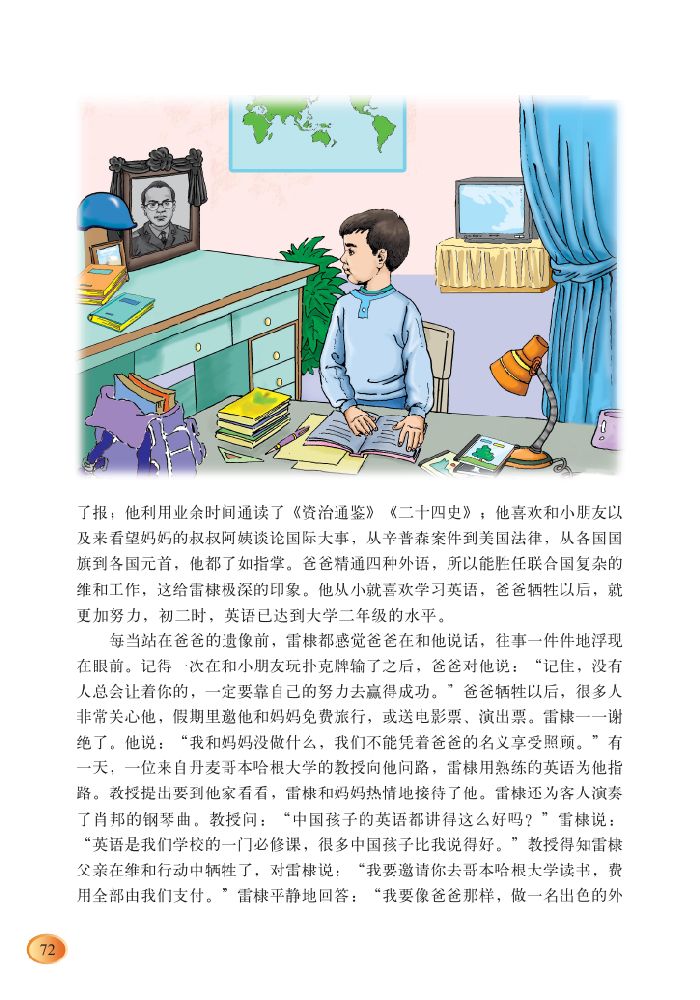 了报；他利用业余时间通读了《资治通鉴》《二十四史》；他喜欢和小朋友以
及来看望妈妈的叔叔阿姨谈论国际大事，从辛普森案件到美国法律，从各国国
旗到各国元首，他都了如指掌。爸爸精通四种外语，所以能胜任联合国复杂的
维和工作，这给雷棣极深的印象。他从小就喜欢学习英语，爸爸牺牲以后，就
更加努力，初二时，英语已达到大学二年级的水平。
每当站在爸爸的遗像前，雷棣都感觉爸爸在和他说话，往事一件件地浮现
在眼前。记得一次在和小朋友玩扑克牌输了之后，爸爸对他说：“记住，没有
人总会让着你的，一定要靠自己的努力去赢得成功。”爸爸牺牲以后，很多人
非常关心他，假期里邀他和妈妈免费旅行，或送电影票、演出票。雷棣一一谢
绝了。他说：“我和妈妈没做什么，我们不能凭着爸爸的名义享受照顾。”有
一天，一位来自丹麦哥本哈根大学的教授向他问路，雷棣用熟练的英语为他指
路。教授提出要到他家看看，雷棣和妈妈热情地接待了他。雷棣还为客人演奏
了肖邦的钢琴曲。教授问：“中国孩子的英语都讲得这么好吗？”雷棣说：
“英语是我们学校的一门必修课，很多中国孩子比我说得好。”教授得知雷棣
父亲在维和行动中牺牲了，对雷棣说：“我要邀请你去哥本哈根大学读书，费
用全部由我们支付。”雷棣平静地回答：“我要像爸爸那样，做一名出色的外
72